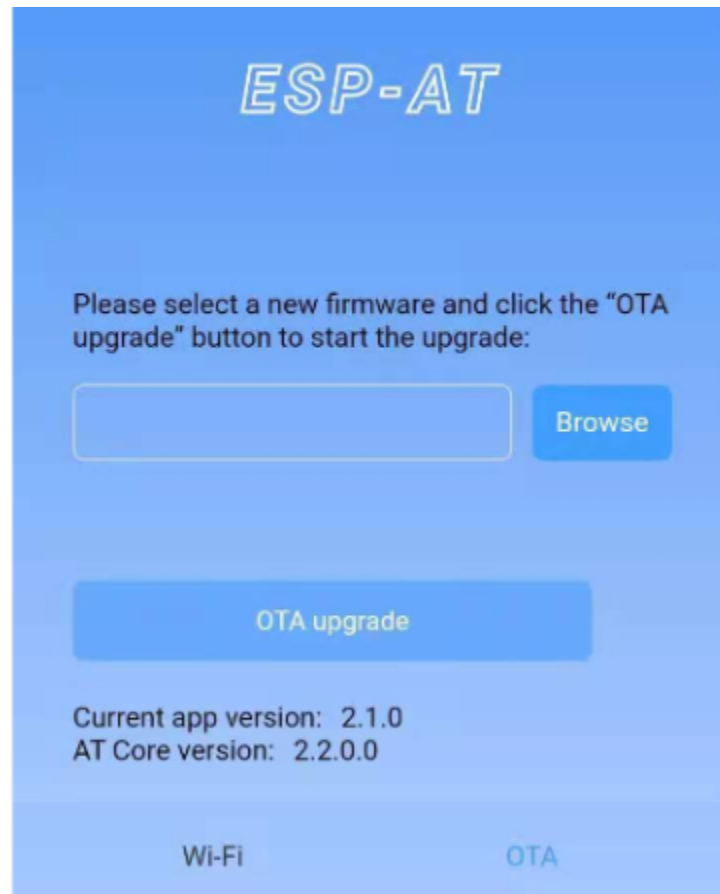 ESP-AT
Please select a new firmware and click the “OTA
upgrade” button to start the upgrade:
Browse
OTA upgrade
Current app version: 2.1.0
AT Core version: 2.2.0.0
Wi-Fi OTA